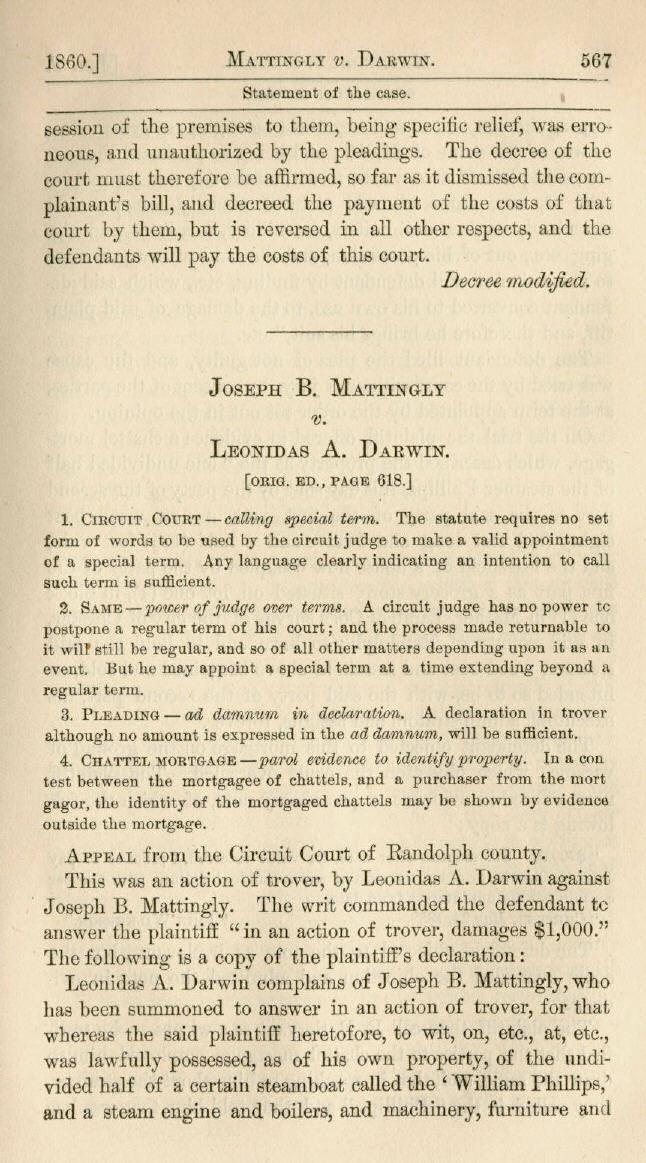 1860.] MATTINGLY v. DARWIN. 567
Statement of the case.
session of the premises to them, being specific relief, was erro-
neous, and unauthorized by the pleadings. The decree of the
court must therefore be affirmed, so far as it dismissed the com-
plainant's bill, and decreed the payment of the costs of that
court by them, but is reversed in all other respects, and the
defendants will pay the costs of this court.
Decree modified.
JOSEPH B. MATTINGLY
v.
LEONIDAS A. DARWIN.
[ORIG. ED., PAGE 618.]
1. CIRCUIT COURT — calling special term. The statute requires no set
form of words to be used by the circuit judge to make a valid appointment
of a special term. Any language clearly indicating an intention to call
such term is sufficient.
2. SAME — power of judge over terms. A circuit judge has no power to
postpone a regular term of his court; and the process made returnable to
it will still be regular, and so of all other matters depending upon it as an
event. But he may appoint a special term at a time extending beyond a
regular term.
3. PLEADING — ad damnum in declaration. A declaration in trover
although no amount is expressed in the ad damnum, will be sufficient.
4. CHATTEL MORTGAGE — parol evidence to identify property. In a con
test between the mortgagee of chattels, and a purchaser from the mort
gagor, the identity of the mortgaged chattels may be shown by evidence
outside the mortgage.
APPEAL from the Circuit Court of Randolph county.
This was an action of trover, by Leonidas A. Darwin against
Joseph B. Mattingly. The writ commanded the defendant to
answer the plaintiff "in an action of trover, damages $1,000."
The following is a copy of the plaintiff's declaration:
Leonidas A. Darwin complains of Joseph B. Mattingly, who
has been summoned to answer in an action of trover, for that
whereas the said plaintiff heretofore, to wit, on, etc., at, etc.,
was lawfully possessed, as of his own property, of the undi-
vided half of a certain steamboat called the 'William Phillips,'
and a steam engine and boilers, and machinery, furniture and